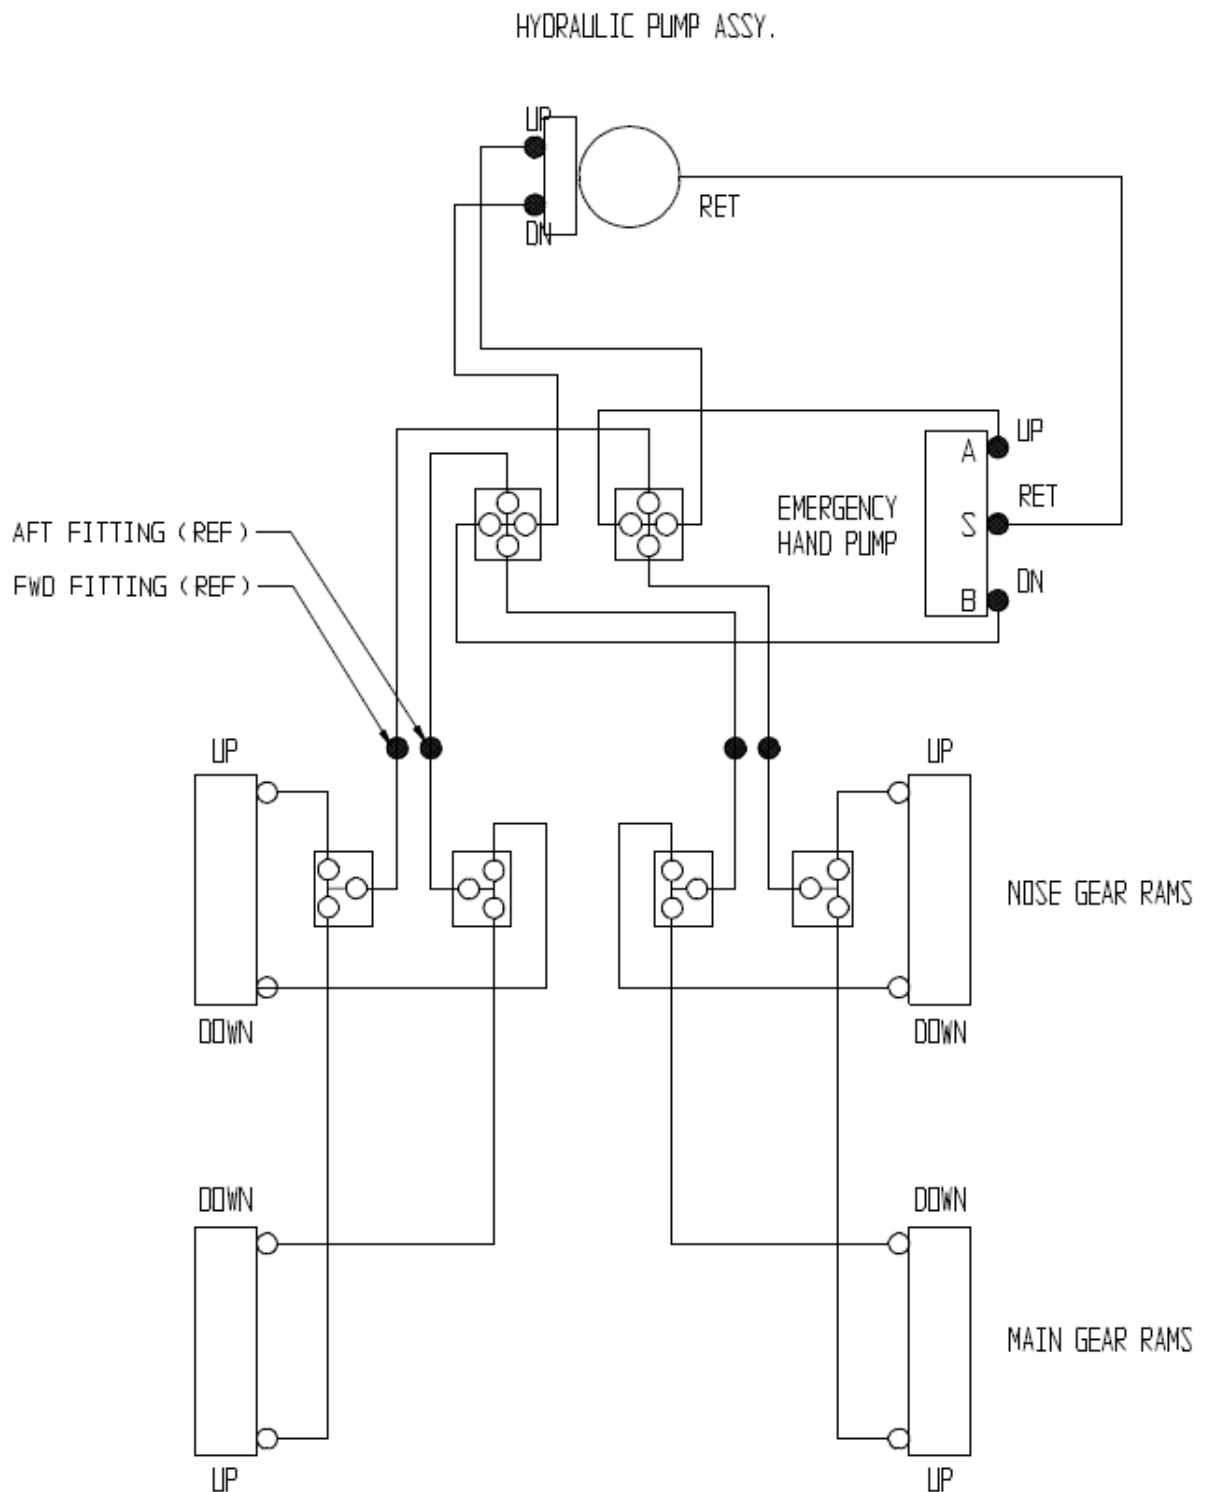 HYDRAULIC PUMP ASSY.
UP
RET
DN
A UP
EMERGENCY
HAND PUMP
S RET
B DN
AFT FITTING (REF)
FWD FITTING (REF)
UP
UP
NOSE GEAR RAMS
DOWN
DOWN
DOWN
DOWN
MAIN GEAR RAMS
UP
UP